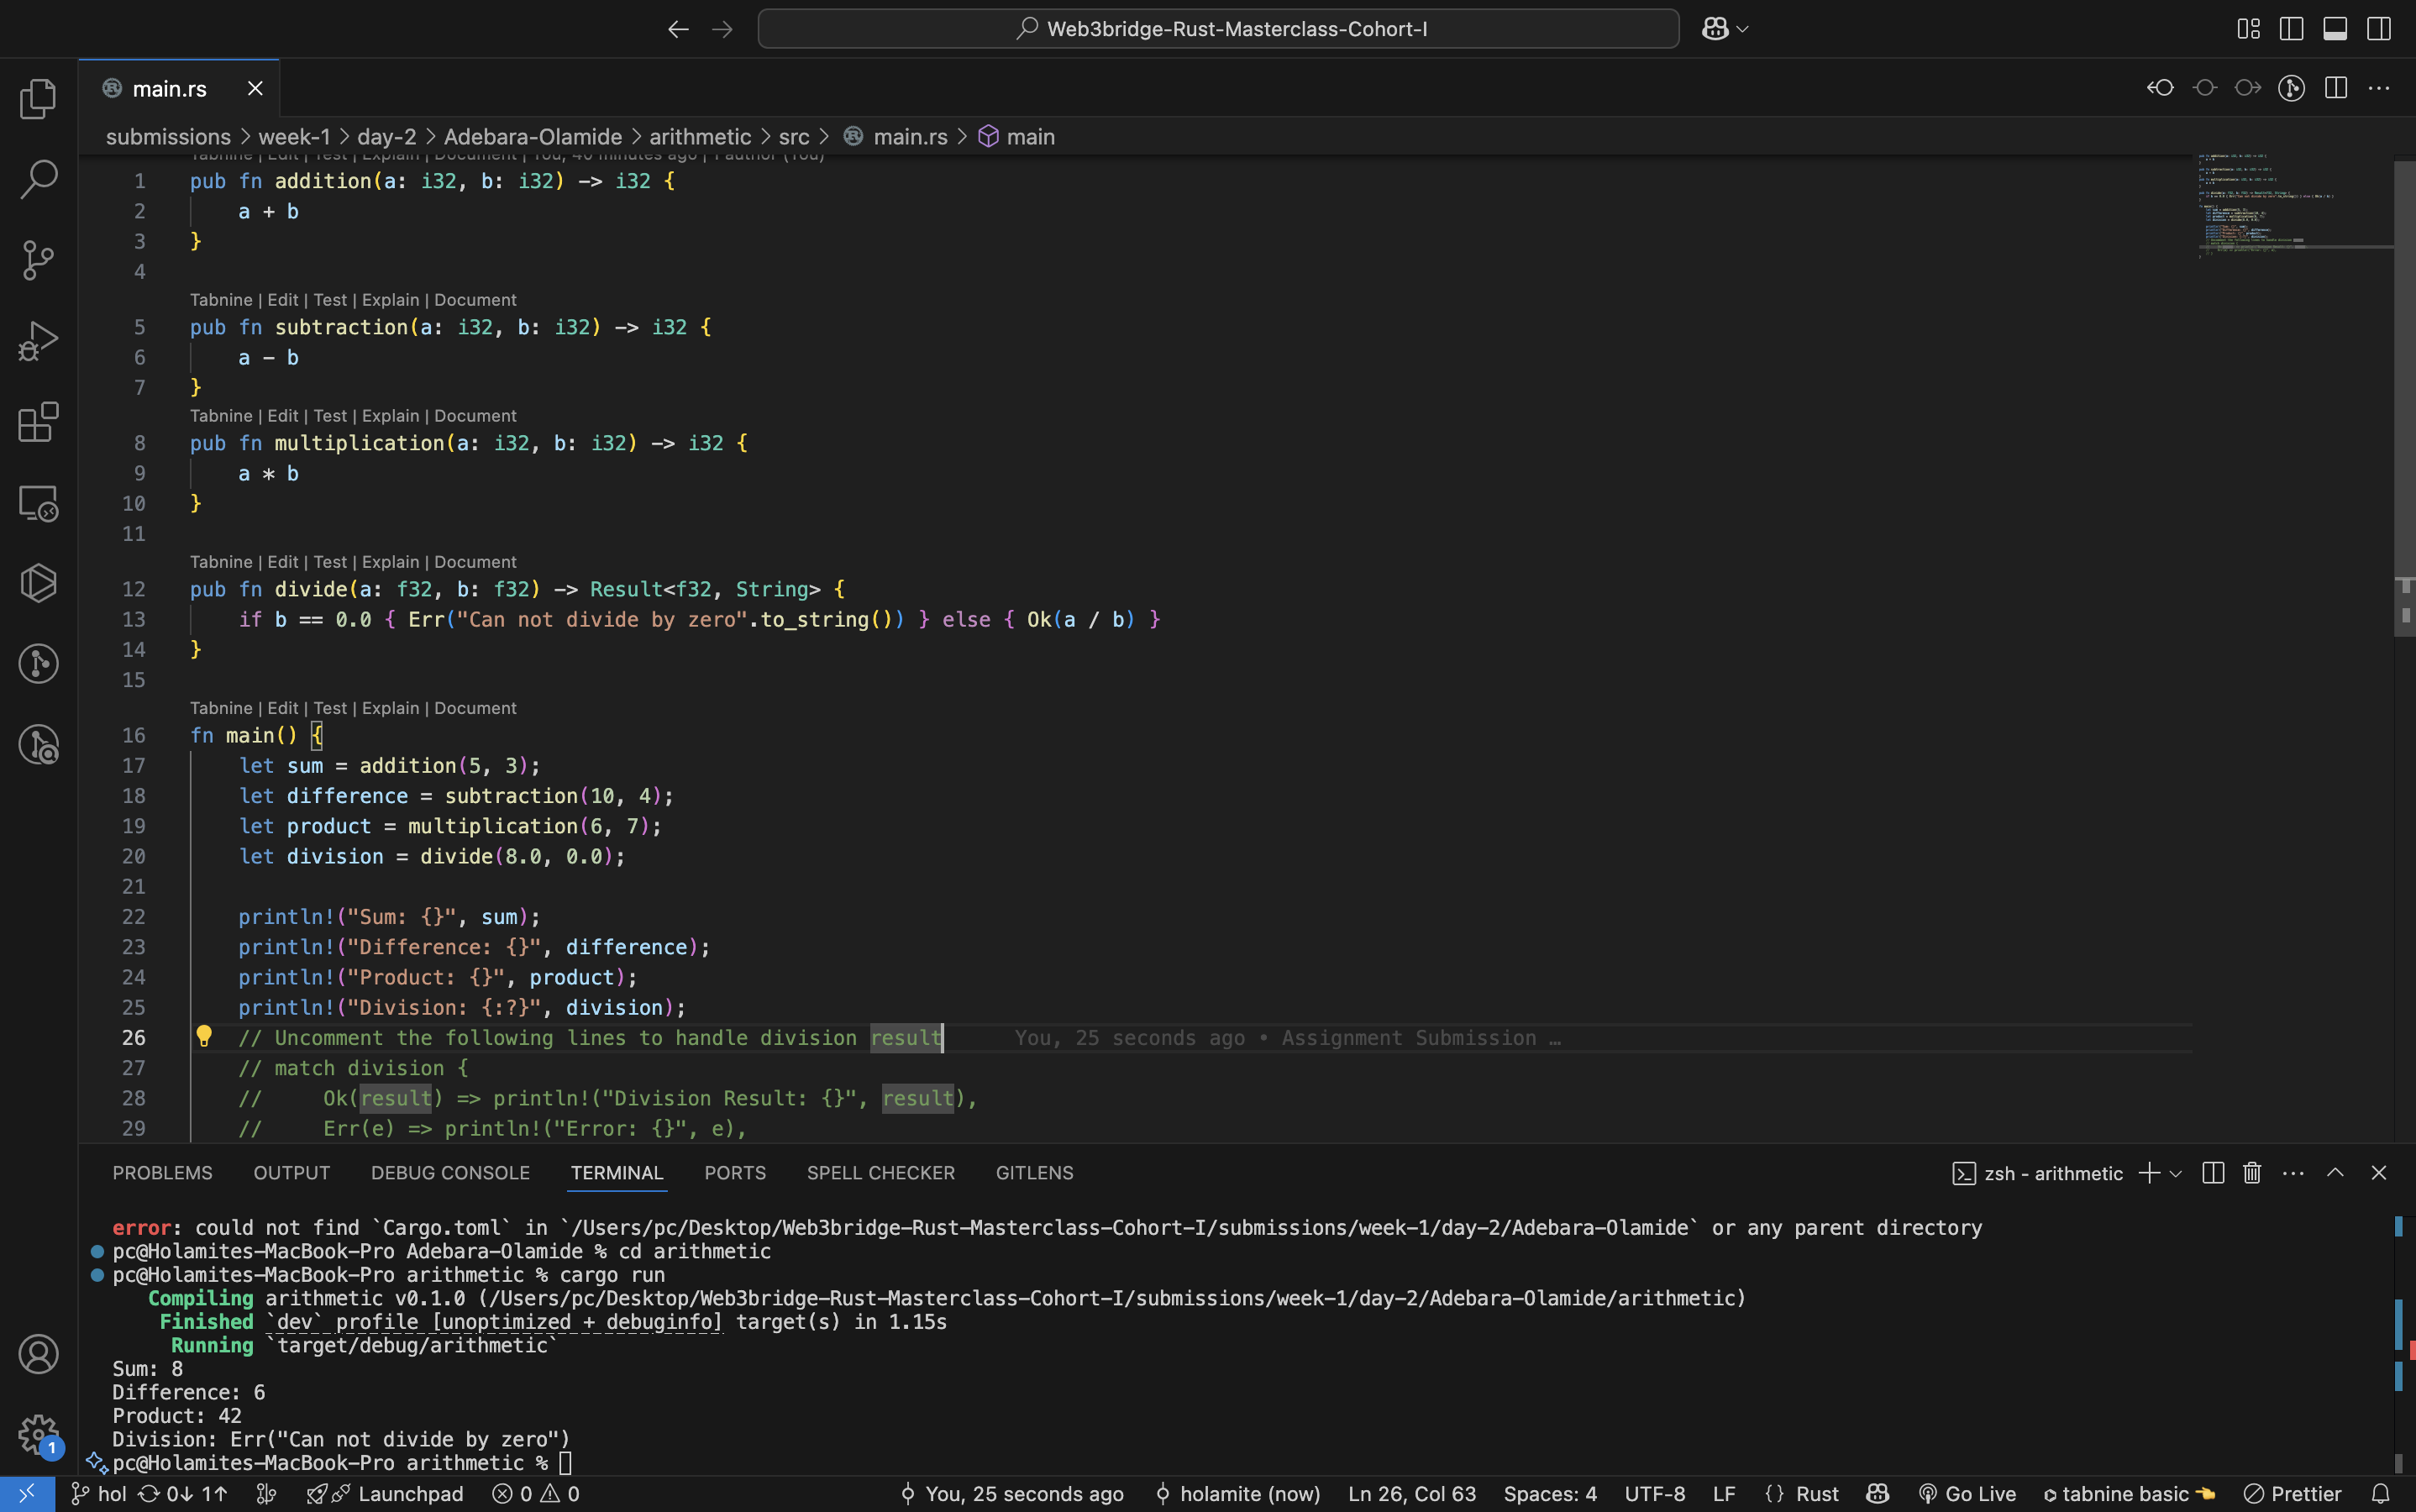 Web3bridge-Rust-Masterclass-Cohort-I
main.rs
submissions > week-1 > day-2 > Adebara-Olamide > arithmetic > src > main.rs > main
Tabnine | Edit | Test | Explain | Document | You, 40 minutes ago | 1 author (You)
1 pub fn addition(a: i32, b: i32) -> i32 {
2     a + b
3 }
4
Tabnine | Edit | Test | Explain | Document
5 pub fn subtraction(a: i32, b: i32) -> i32 {
6     a - b
7 }
Tabnine | Edit | Test | Explain | Document
8 pub fn multiplication(a: i32, b: i32) -> i32 {
9     a * b
10 }
11
Tabnine | Edit | Test | Explain | Document
12 pub fn divide(a: f32, b: f32) -> Result<f32, String> {
13     if b == 0.0 { Err("Can not divide by zero".to_string()) } else { Ok(a / b) }
14 }
15
Tabnine | Edit | Test | Explain | Document
16 fn main() {
17     let sum = addition(5, 3);
18     let difference = subtraction(10, 4);
19     let product = multiplication(6, 7);
20     let division = divide(8.0, 0.0);
21
22     println!("Sum: {}", sum);
23     println!("Difference: {}", difference);
24     println!("Product: {}", product);
25     println!("Division: {:?}", division);
26     // Uncomment the following lines to handle division result     You, 25 seconds ago • Assignment Submission …
27     // match division {
28     //     Ok(result) => println!("Division Result: {}", result),
29     //     Err(e) => println!("Error: {}", e),
PROBLEMS OUTPUT DEBUG CONSOLE TERMINAL PORTS SPELL CHECKER GITLENS zsh - arithmetic
error: could not find `Cargo.toml` in `/Users/pc/Desktop/Web3bridge-Rust-Masterclass-Cohort-I/submissions/week-1/day-2/Adebara-Olamide` or any parent directory
pc@Holamites-MacBook-Pro Adebara-Olamide % cd arithmetic
pc@Holamites-MacBook-Pro arithmetic % cargo run
Compiling arithmetic v0.1.0 (/Users/pc/Desktop/Web3bridge-Rust-Masterclass-Cohort-I/submissions/week-1/day-2/Adebara-Olamide/arithmetic)
Finished `dev` profile [unoptimized + debuginfo] target(s) in 1.15s
Running `target/debug/arithmetic`
Sum: 8
Difference: 6
Product: 42
Division: Err("Can not divide by zero")
pc@Holamites-MacBook-Pro arithmetic %
1
hol 0↓ 1↑ Launchpad 0 0 You, 25 seconds ago holamite (now) Ln 26, Col 63 Spaces: 4 UTF-8 LF {} Rust Go Live tabnine basic 👈 Prettier